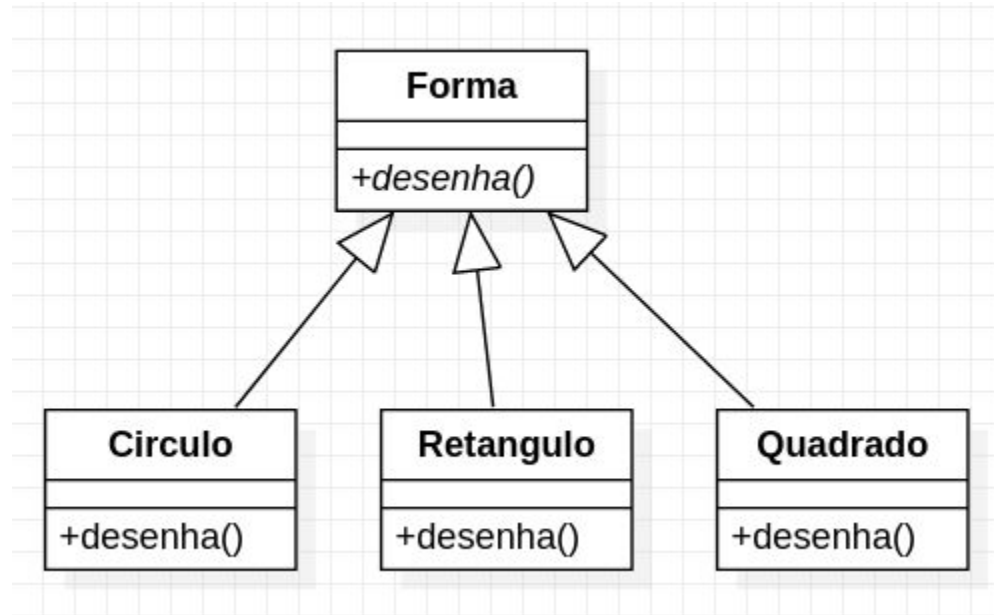 Forma
+desenha()
Circulo
+desenha()
Retangulo
+desenha()
Quadrado
+desenha()